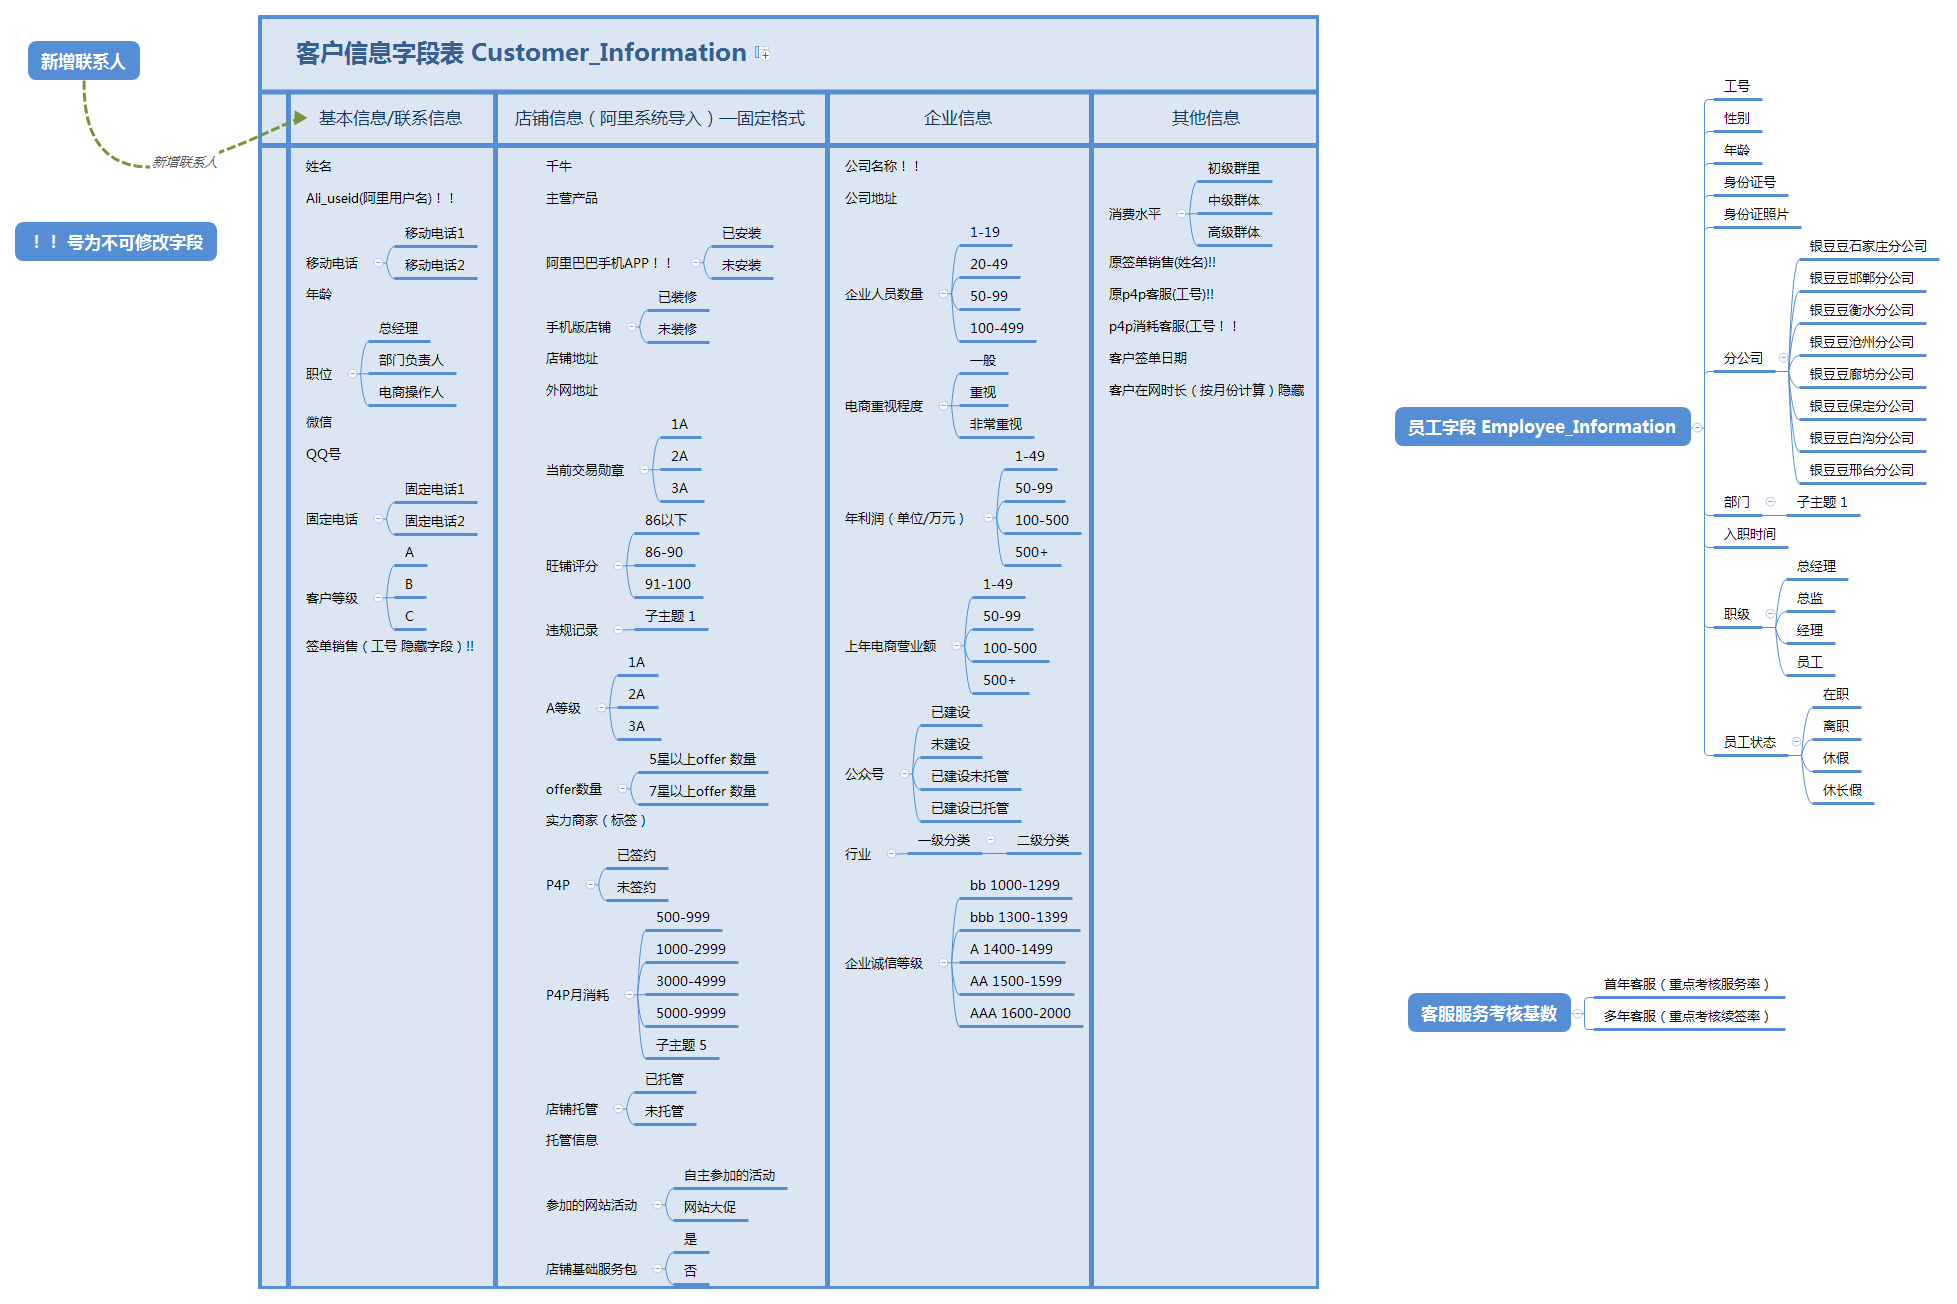 新增联系人
新增联系人
！！号为不可修改字段
客户信息字段表 Customer_Information
基本信息/联系信息
姓名
Ali_useid(阿里用户名)！！
移动电话
移动电话1
移动电话2
年龄
职位
总经理
部门负责人
电商操作人
微信
QQ号
固定电话
固定电话1
固定电话2
客户等级
A
B
C
签单销售（工号 隐藏字段）!!
店铺信息（阿里系统导入）—固定格式
千牛
主营产品
阿里巴巴手机APP！！
已安装
未安装
手机版店铺
已装修
未装修
店铺地址
外网地址
当前交易勋章
1A
2A
3A
旺铺评分
86以下
86-90
91-100
违规记录
子主题 1
A等级
1A
2A
3A
offer数量
5星以上offer 数量
7星以上offer 数量
实力商家（标签）
P4P
已签约
未签约
P4P月消耗
500-999
1000-2999
3000-4999
5000-9999
子主题 5
店铺托管
已托管
未托管
托管信息
参加的网站活动
自主参加的活动
网站大促
店铺基础服务包
是
否
企业信息
公司名称！！
公司地址
企业人员数量
1-19
20-49
50-99
100-499
电商重视程度
一般
重视
非常重视
年利润（单位/万元）
1-49
50-99
100-500
500+
上年电商营业额
1-49
50-99
100-500
500+
公众号
已建设
未建设
已建设未托管
已建设已托管
行业
一级分类
二级分类
企业诚信等级
bb 1000-1299
bbb 1300-1399
A 1400-1499
AA 1500-1599
AAA 1600-2000
其他信息
消费水平
初级群里
中级群体
高级群体
原签单销售(姓名)!!
原p4p客服(工号)!!
p4p消耗客服(工号！！
客户签单日期
客户在网时长（按月份计算）隐藏
员工字段 Employee_Information
工号
性别
年龄
身份证号
身份证照片
分公司
银豆豆石家庄分公司
银豆豆邯郸分公司
银豆豆衡水分公司
银豆豆沧州分公司
银豆豆廊坊分公司
银豆豆保定分公司
银豆豆白沟分公司
银豆豆邢台分公司
部门
子主题 1
入职时间
职级
总经理
总监
经理
员工
员工状态
在职
离职
休假
休长假
客服服务考核基数
首年客服（重点考核服务率）
多年客服（重点考核续签率）